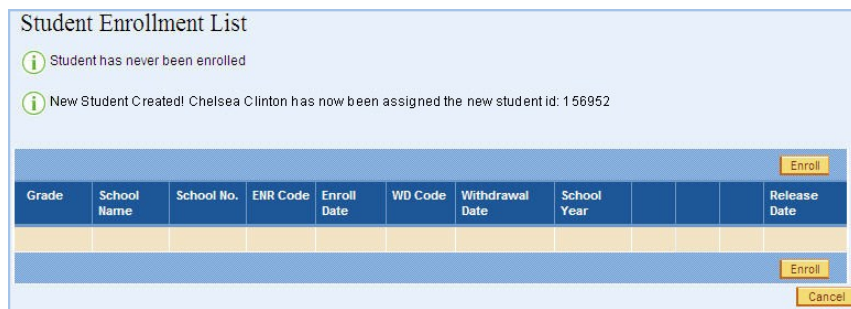 Student Enrollment List
Student has never been enrolled
New Student Created! Chelsea Clinton has now been assigned the new student id: 156952
Enroll
Grade School Name School No. ENR Code Enroll Date WD Code Withdrawal Date School Year Release Date
Enroll
Cancel